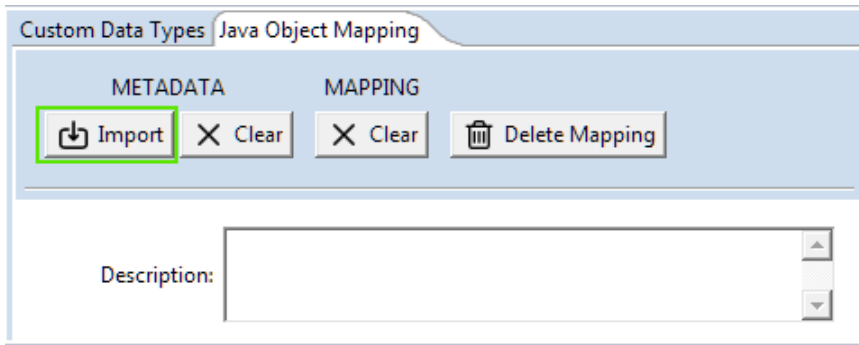 Custom Data Types Java Object Mapping
METADATA MAPPING
Import Clear Clear Delete Mapping
Description: